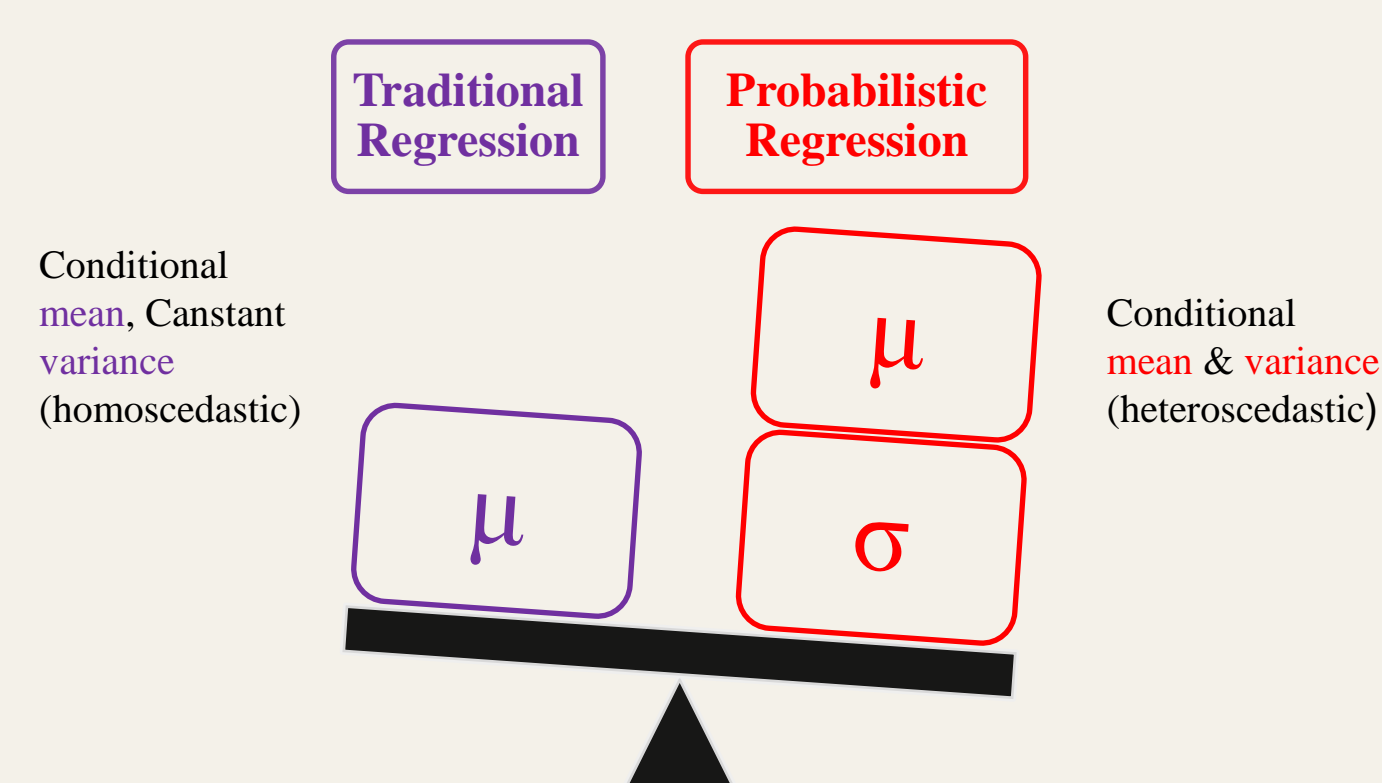 Traditional
Regression
Probabilistic
Regression
Conditional
mean, Canstant
variance
(homoscedastic)
μ
μ
σ
Conditional
mean & variance
(heteroscedastic)